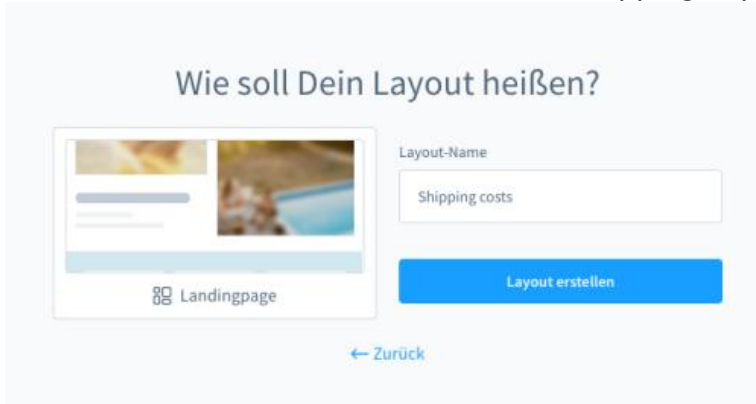 Wie soll Dein Layout heißen?
Layout-Name
Shipping costs
Layout erstellen
Landingpage
← Zurück